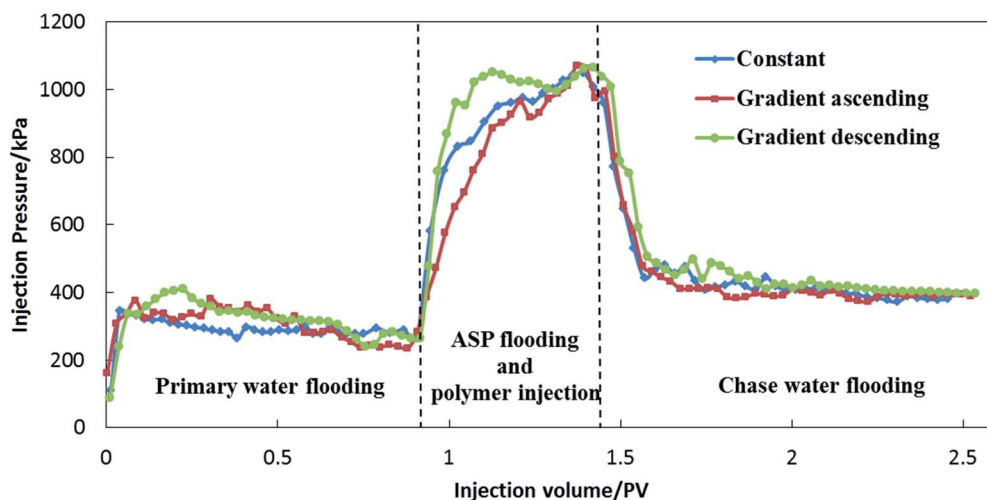 1200
1000
800
600
400
200
0
Injection Pressure/kPa
Constant
Gradient ascending
Gradient descending
Primary water flooding
ASP flooding
and
polymer injection
Chase water flooding
0
0.5
1
1.5
2
2.5
Injection volume/PV